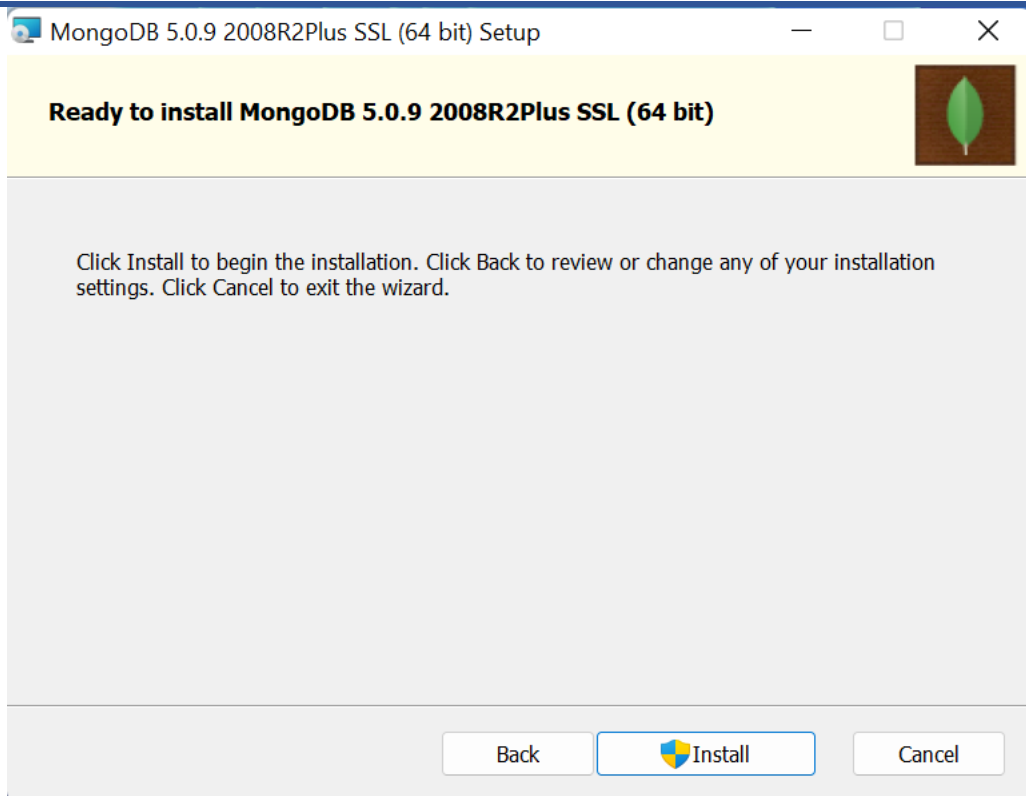 MongoDB 5.0.9 2008R2Plus SSL (64 bit) Setup
Ready to install MongoDB 5.0.9 2008R2Plus SSL (64 bit)
Click Install to begin the installation. Click Back to review or change any of your installation
settings. Click Cancel to exit the wizard.
Back
Install
Cancel